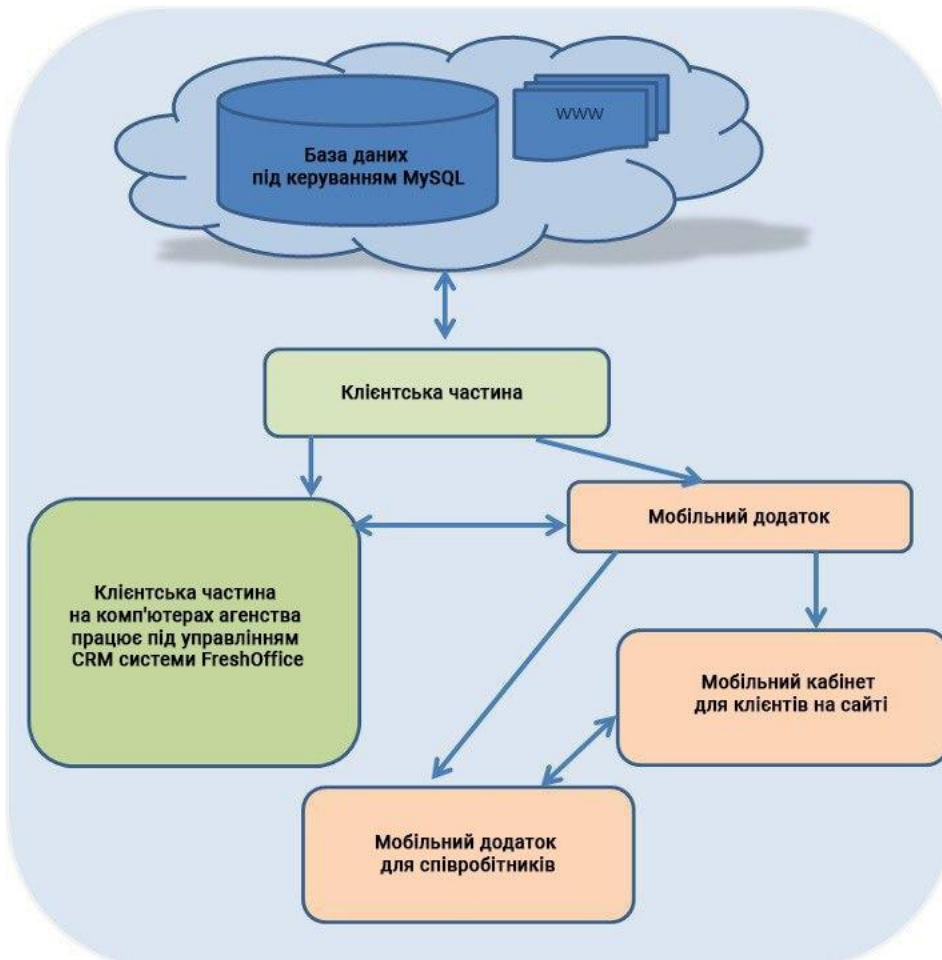 WWW
База даних
під керуванням MySQL
Клієнтська частина
Мобільний додаток
Клієнтська частина
на комп'ютерах агенства
працює під управлінням
CRM системи FreshOffice
Мобільний кабінет
для клієнтів на сайті
Мобільний додаток
для співробітників